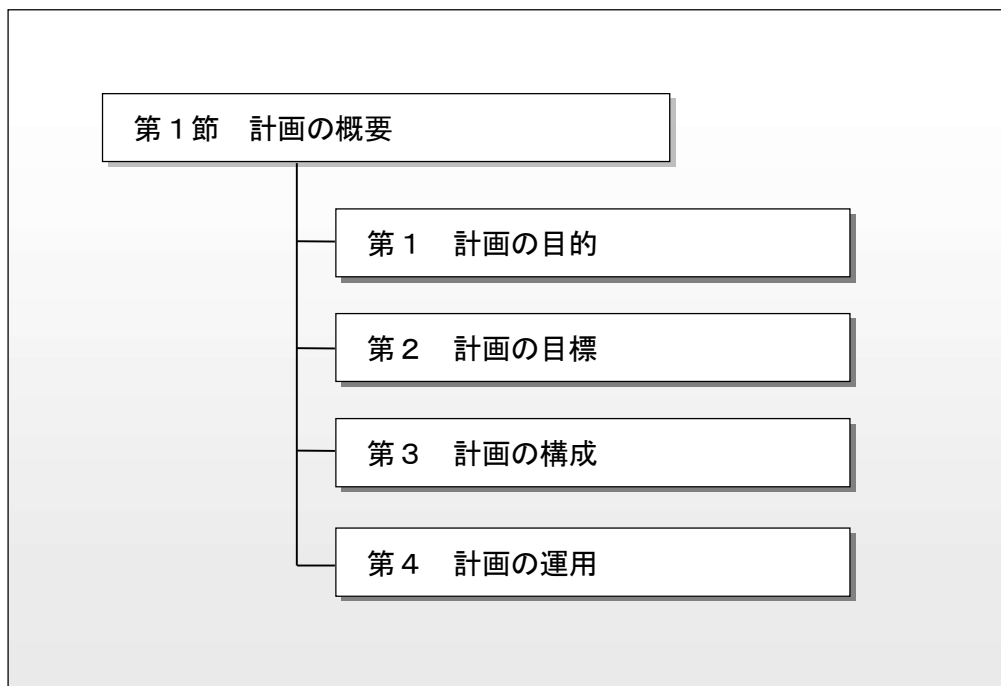 第１節　計画の概要
第１　計画の目的
第２　計画の目標
第３　計画の構成
第４　計画の運用